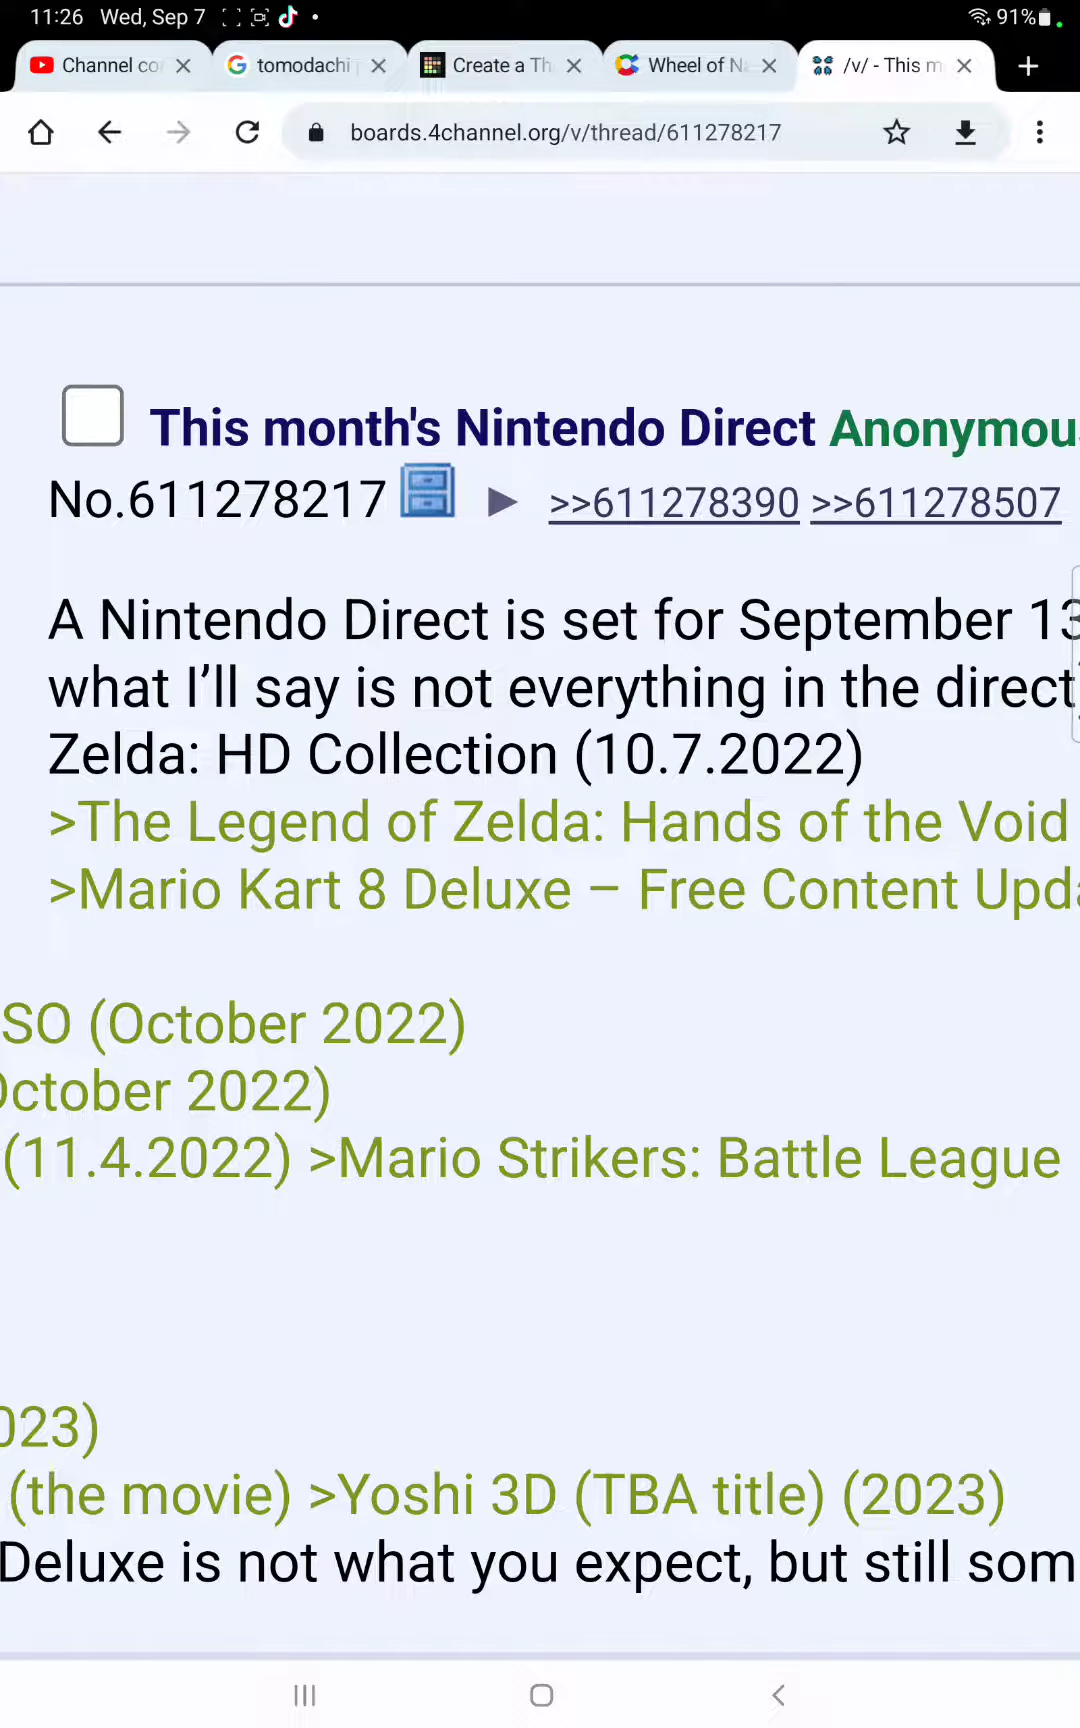 11:26 Wed, Sep 7 91%
Channel co tomodachi Create a Th Wheel of Na /v/ - This m
boards.4channel.org/v/thread/611278217
This month's Nintendo Direct Anonymou
No.611278217 ▶ >>611278390 >>611278507
A Nintendo Direct is set for September 13
what I’ll say is not everything in the direct
Zelda: HD Collection (10.7.2022)
>The Legend of Zelda: Hands of the Void
>Mario Kart 8 Deluxe – Free Content Upda
SO (October 2022)
October 2022)
(11.4.2022) >Mario Strikers: Battle League
023)
(the movie) >Yoshi 3D (TBA title) (2023)
Deluxe is not what you expect, but still som